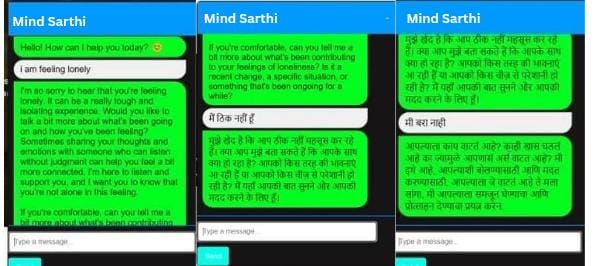 Mind Sarthi
Hello! How can I help you today? 😊
i am feeling lonely
I'm so sorry to hear that you're feeling
lonely. It can be a really tough and
isolating experience. Would you like to
talk a bit more about what's been going
on and how you've been feeling?
Sometimes sharing your thoughts and
emotions with someone who can listen
without judgment can help you feel a bit
more connected. I'm here to listen and
support you, and I want you to know that
you're not alone in this feeling.
If you're comfortable, can you tell me a
bit more about what's been contributing
Type a message...
Mind Sarthi
If you're comfortable, can you tell me a
bit more about what's been contributing
to your feelings of loneliness? Is it a
recent change, a specific situation, or
something that's been ongoing for a
while?
मैं ठिक नहीं हूँ
मुझे खेद है कि आप ठीक नहीं महसूस कर रहे
हैं। क्या आप मुझे बता सकते हैं कि आपके साथ
क्या हो रहा है? आपको किस तरह की भावनाएं
आ रही हैं या आपको किस चीज़ से परेशानी हो
रही है? मैं यहाँ आपकी बात सुनने और आपकी
मदद करने के लिए हूँ।
Type a message...
Send
Mind Sarthi
मुझे खेद है कि आप ठीक नहीं महसूस कर रहे
हैं। क्या आप मुझे बता सकते हैं कि आपके साथ
क्या हो रहा है? आपको किस तरह की भावनाएं
आ रही हैं या आपको किस चीज़ से परेशानी हो
रही है? मैं यहाँ आपकी बात सुनने और आपकी
मदद करने के लिए हूँ।
मी बरा नाही
आपल्याला काय वाटतं आहे? काही खास घडलं
आहे का ज्यामुळे आपणास असं वाटतं आहे? मी
इथे आहे, आपल्याशी बोलण्यासाठी आणि मदत
करण्यासाठी. आपल्याला जे वाटतं आहे ते मला
सांगा, मी आपल्याला समजून घेण्याचा आणि
प्रोत्साहन देण्याचा प्रयत्न करेन.
Type a message...